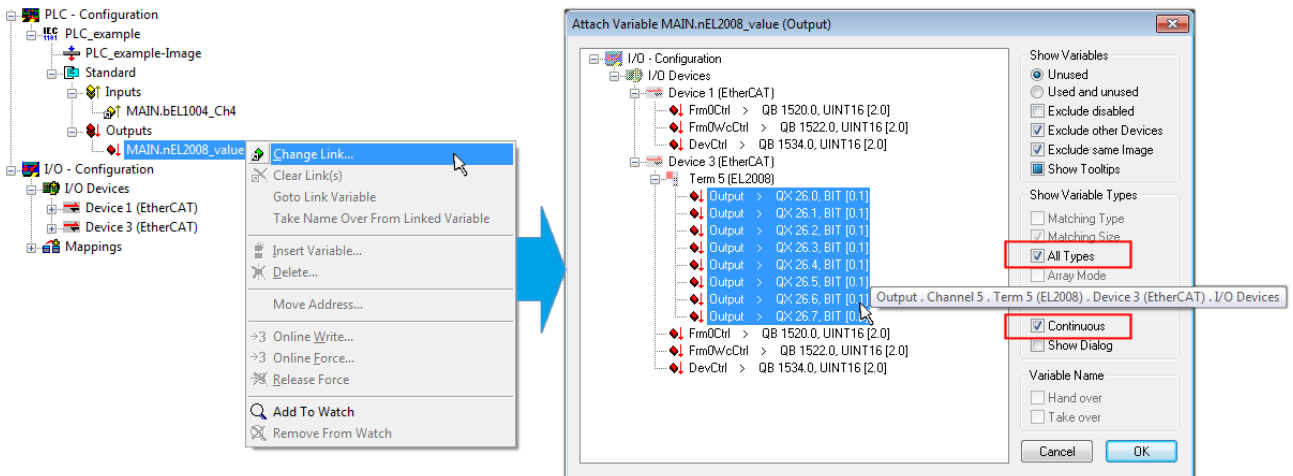 PLC - Configuration
PLC_example
PLC_example-Image
Standard
Inputs
MAIN.bEL1004_Ch4
Outputs
MAIN.nEL2008_value
I/O - Configuration
I/O Devices
Device 1 (EtherCAT)
Device 3 (EtherCAT)
Mappings
Change Link...
Clear Link(s)
Goto Link Variable
Take Name Over From Linked Variable
Insert Variable...
Delete...
Move Address...
Online Write...
Online Force...
Release Force
Add To Watch
Remove From Watch
Attach Variable MAIN.nEL2008_value (Output)
I/O - Configuration
I/O Devices
Device 1 (EtherCAT)
Frm0Ctrl > QB 1520.0, UINT16 [2.0]
Frm0WcCtrl > QB 1522.0, UINT16 [2.0]
DevCtrl > QB 1534.0, UINT16 [2.0]
Device 3 (EtherCAT)
Term 5 (EL2008)
Output > QX 26.0, BIT [0.1]
Output > QX 26.1, BIT [0.1]
Output > QX 26.2, BIT [0.1]
Output > QX 26.3, BIT [0.1]
Output > QX 26.4, BIT [0.1]
Output > QX 26.5, BIT [0.1]
Output > QX 26.6, BIT [0.1]
Output > QX 26.7, BIT [0.1]
Output . Channel 5 . Term 5 (EL2008) . Device 3 (EtherCAT) . I/O Devices
Frm0Ctrl > QB 1520.0, UINT16 [2.0]
Frm0WcCtrl > QB 1522.0, UINT16 [2.0]
DevCtrl > QB 1534.0, UINT16 [2.0]
Show Variables
Unused
Used and unused
Exclude disabled
Exclude other Devices
Exclude same Image
Show Tooltips
Show Variable Types
Matching Type
Matching Size
All Types
Array Mode
Continuous
Show Dialog
Variable Name
Hand over
Take over
Cancel
OK